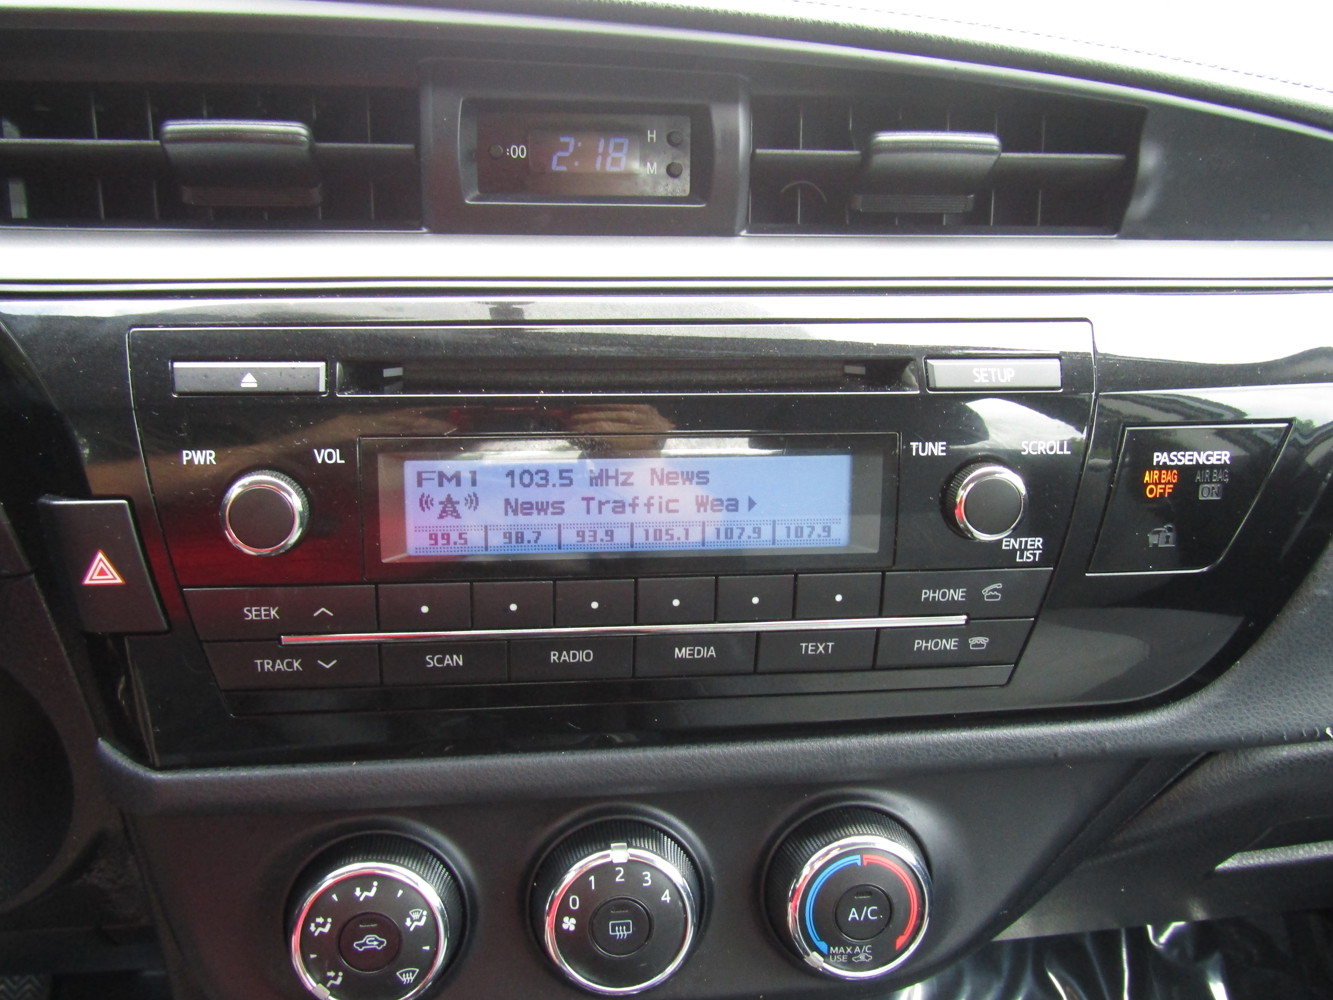 :00 2:18 H
M
SETUP
PWR VOL
TUNE SCROLL
FM1 103.5 MHz News
News Traffic Wea
99.5 98.7 93.9 105.1 107.9 107.9
ENTER
LIST
PASSENGER
AIR BAG OFF
AIR BAG ON
SEEK
PHONE
TRACK SCAN RADIO MEDIA TEXT PHONE
0 1 2 3 4
A/C
MAX A/C
USE